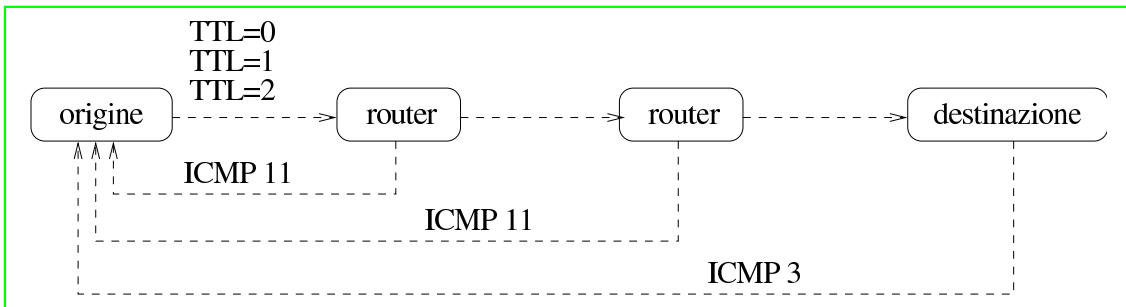 TTL=0
TTL=1
TTL=2
origine
router
router
destinazione
ICMP 11
ICMP 11
ICMP 3